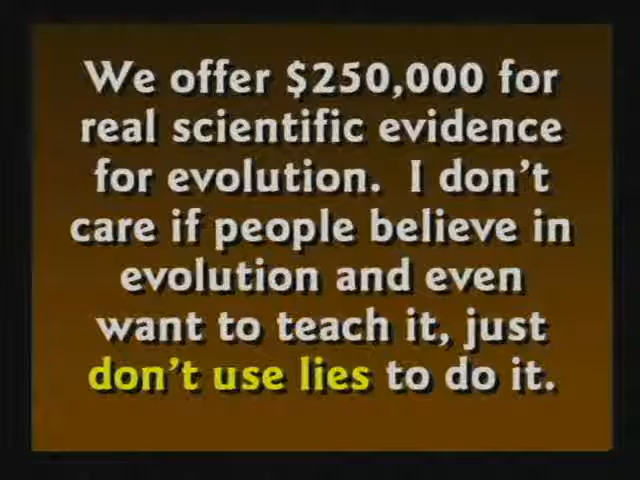 We offer $250,000 for
real scientific evidence
for evolution.  I don't
care if people believe in
evolution and even
want to teach it, just
don't use lies to do it.